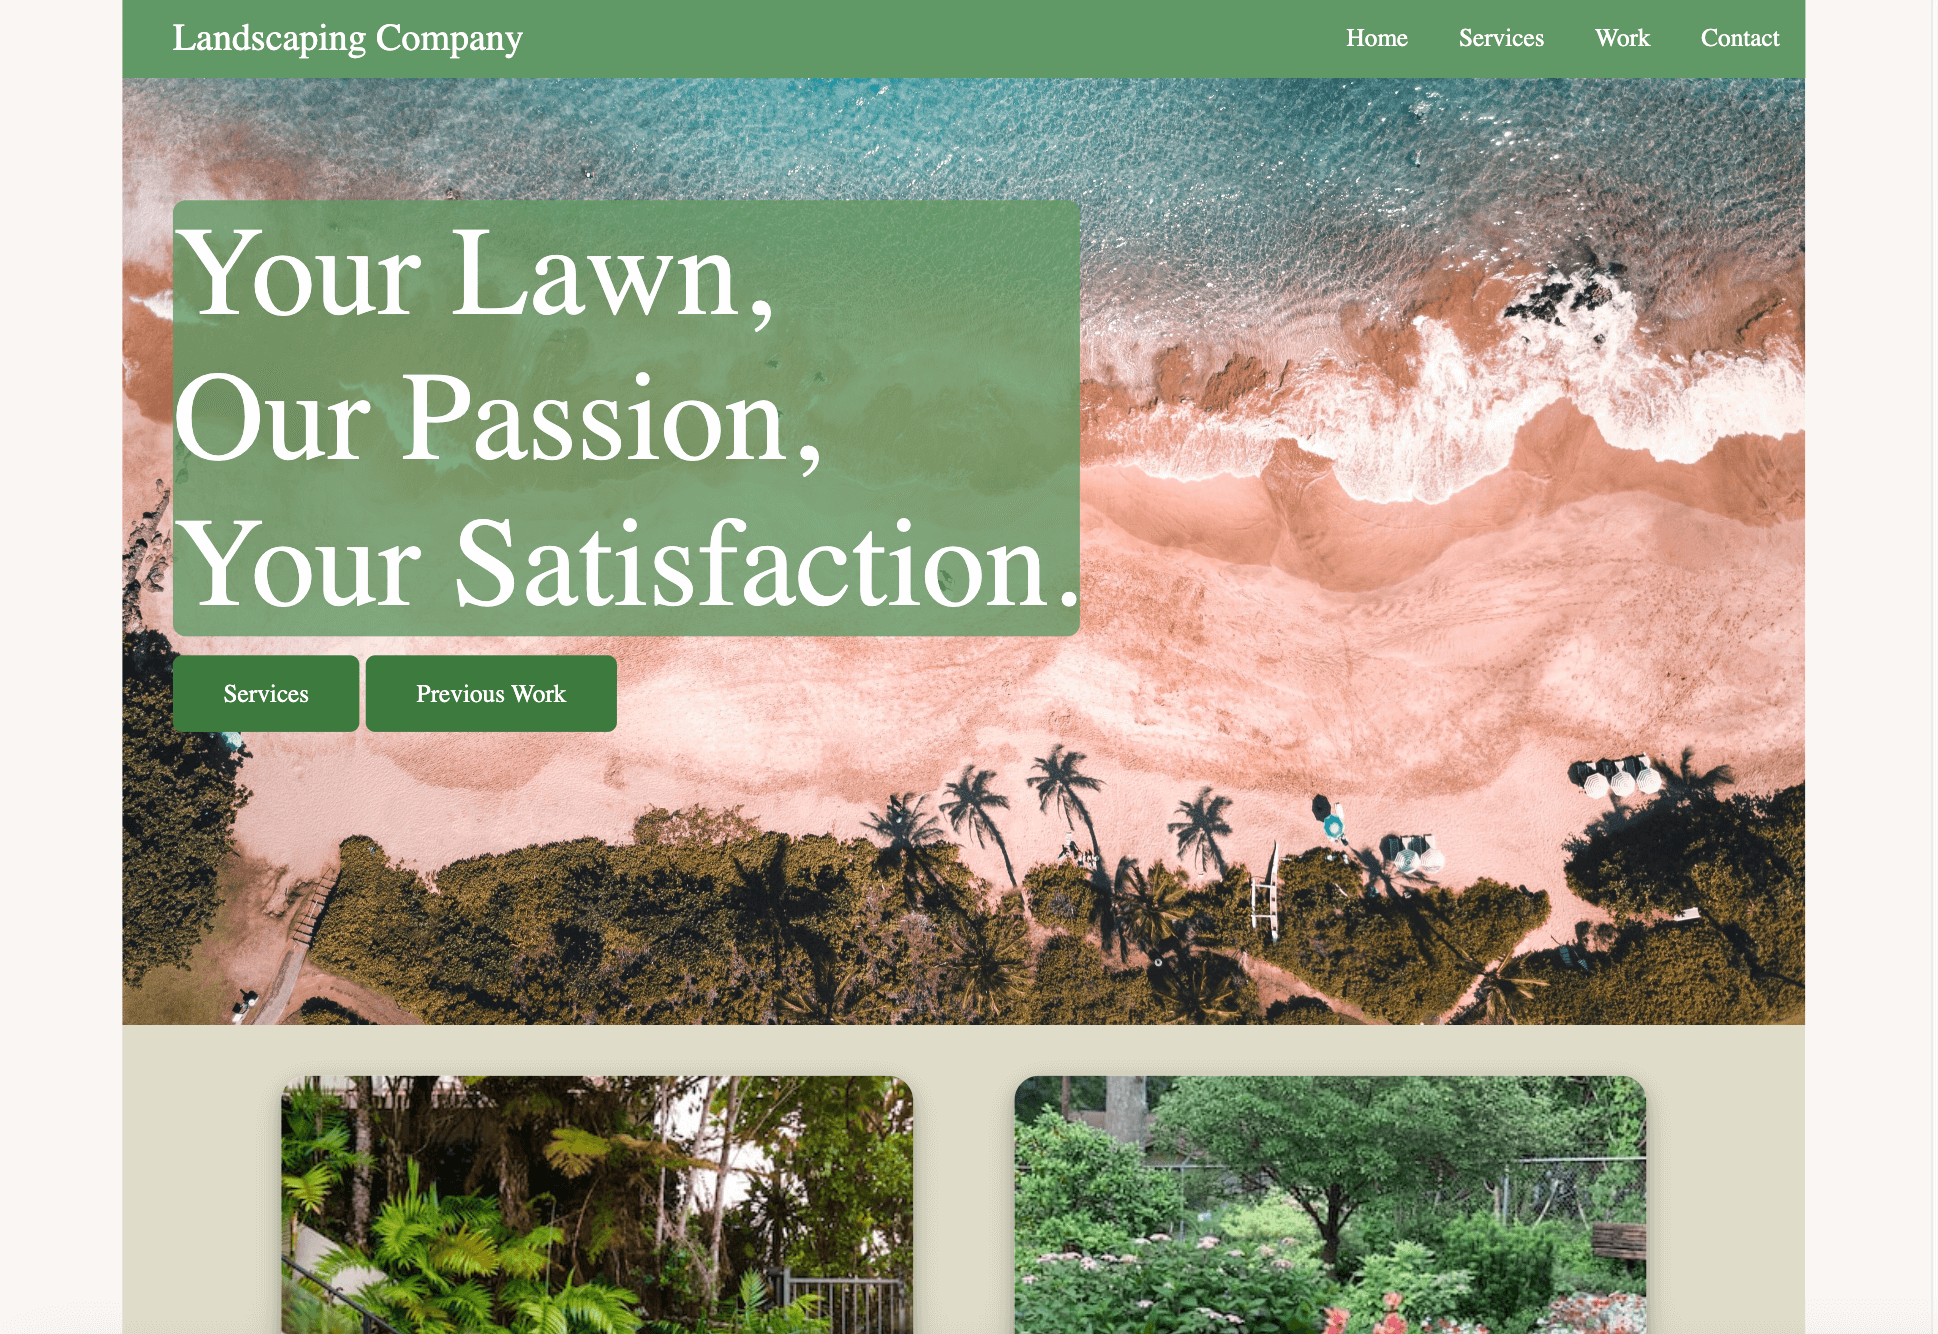 Landscaping Company
Home Services Work Contact
Your Lawn,
Our Passion,
Your Satisfaction.
Services Previous Work